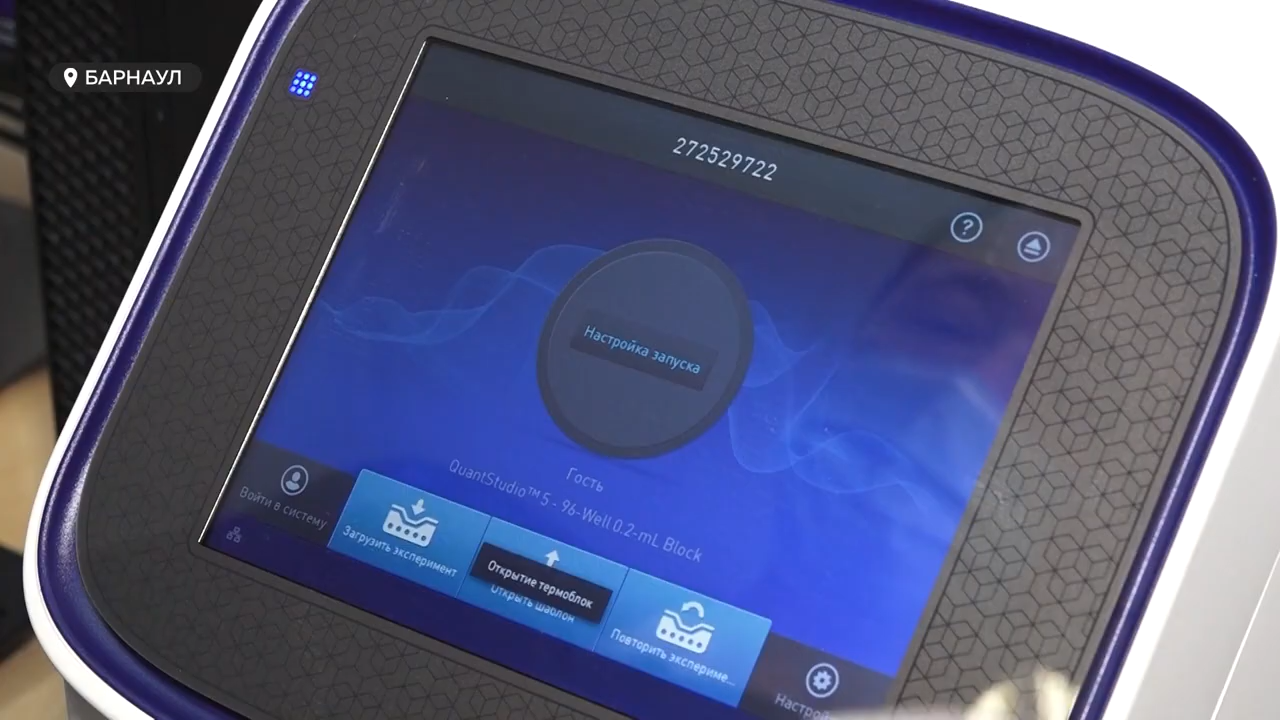 БАРНАУЛ
272529722
?
Настройка запуска
Гость
QuantStudio™ 5 - 96-Well 0.2-mL Block
Войти в систему
Загрузить эксперимент
Открытие термоблок
Открыть шаблон
Повторить экспериме...
Настрой